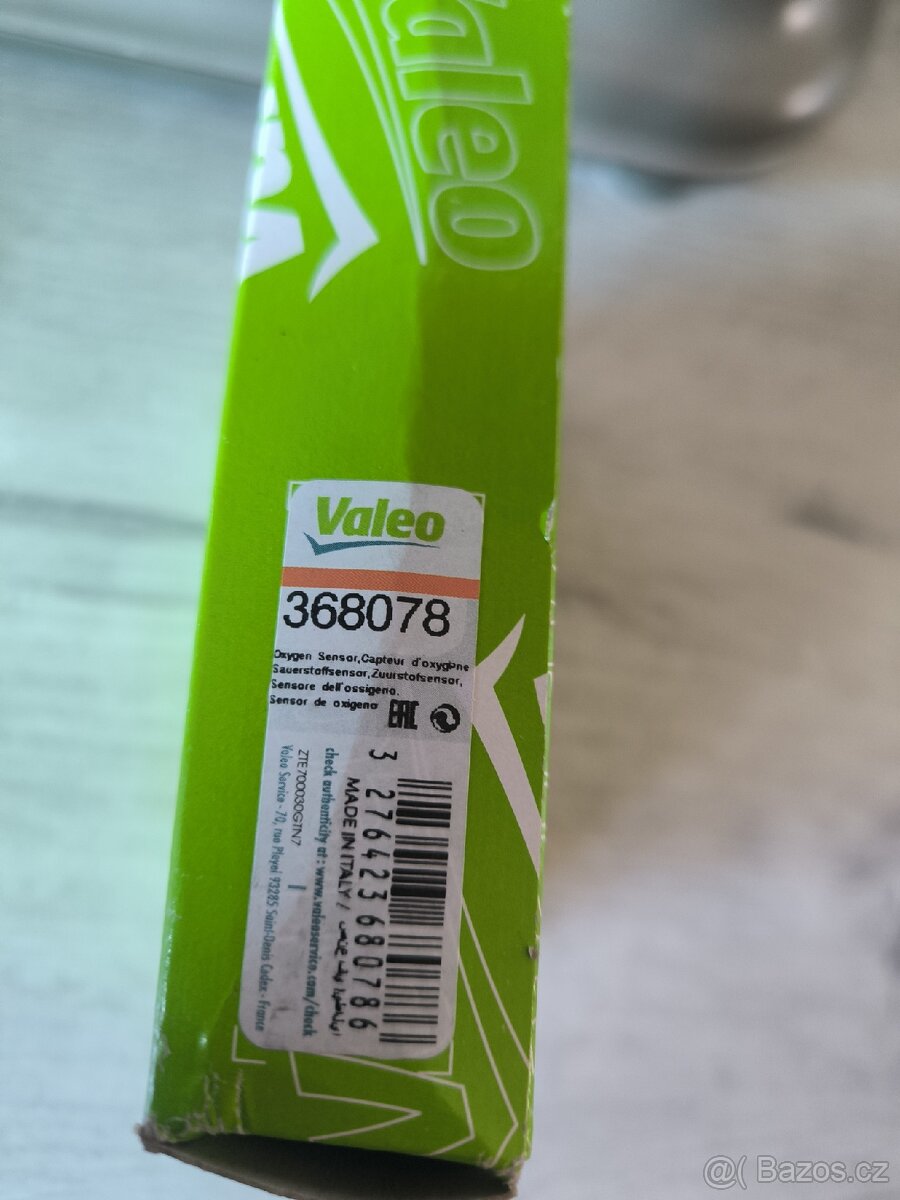 Valeo
Valeo
368078
Oxygen Sensor,Capteur d'oxygène
Sauerstoffsensor,Zuurstofsensor,
Sensore dell'ossigeno,
Sensor de oxigeno
EAC
3 276423 680786
MADE IN ITALY /
check authenticity at : www.valeoservice.com/check
ZTE700030GTN7
Valeo Service - 70, rue Pleyel 93285 Saint-Denis Cedex - France
@( Bazos.cz